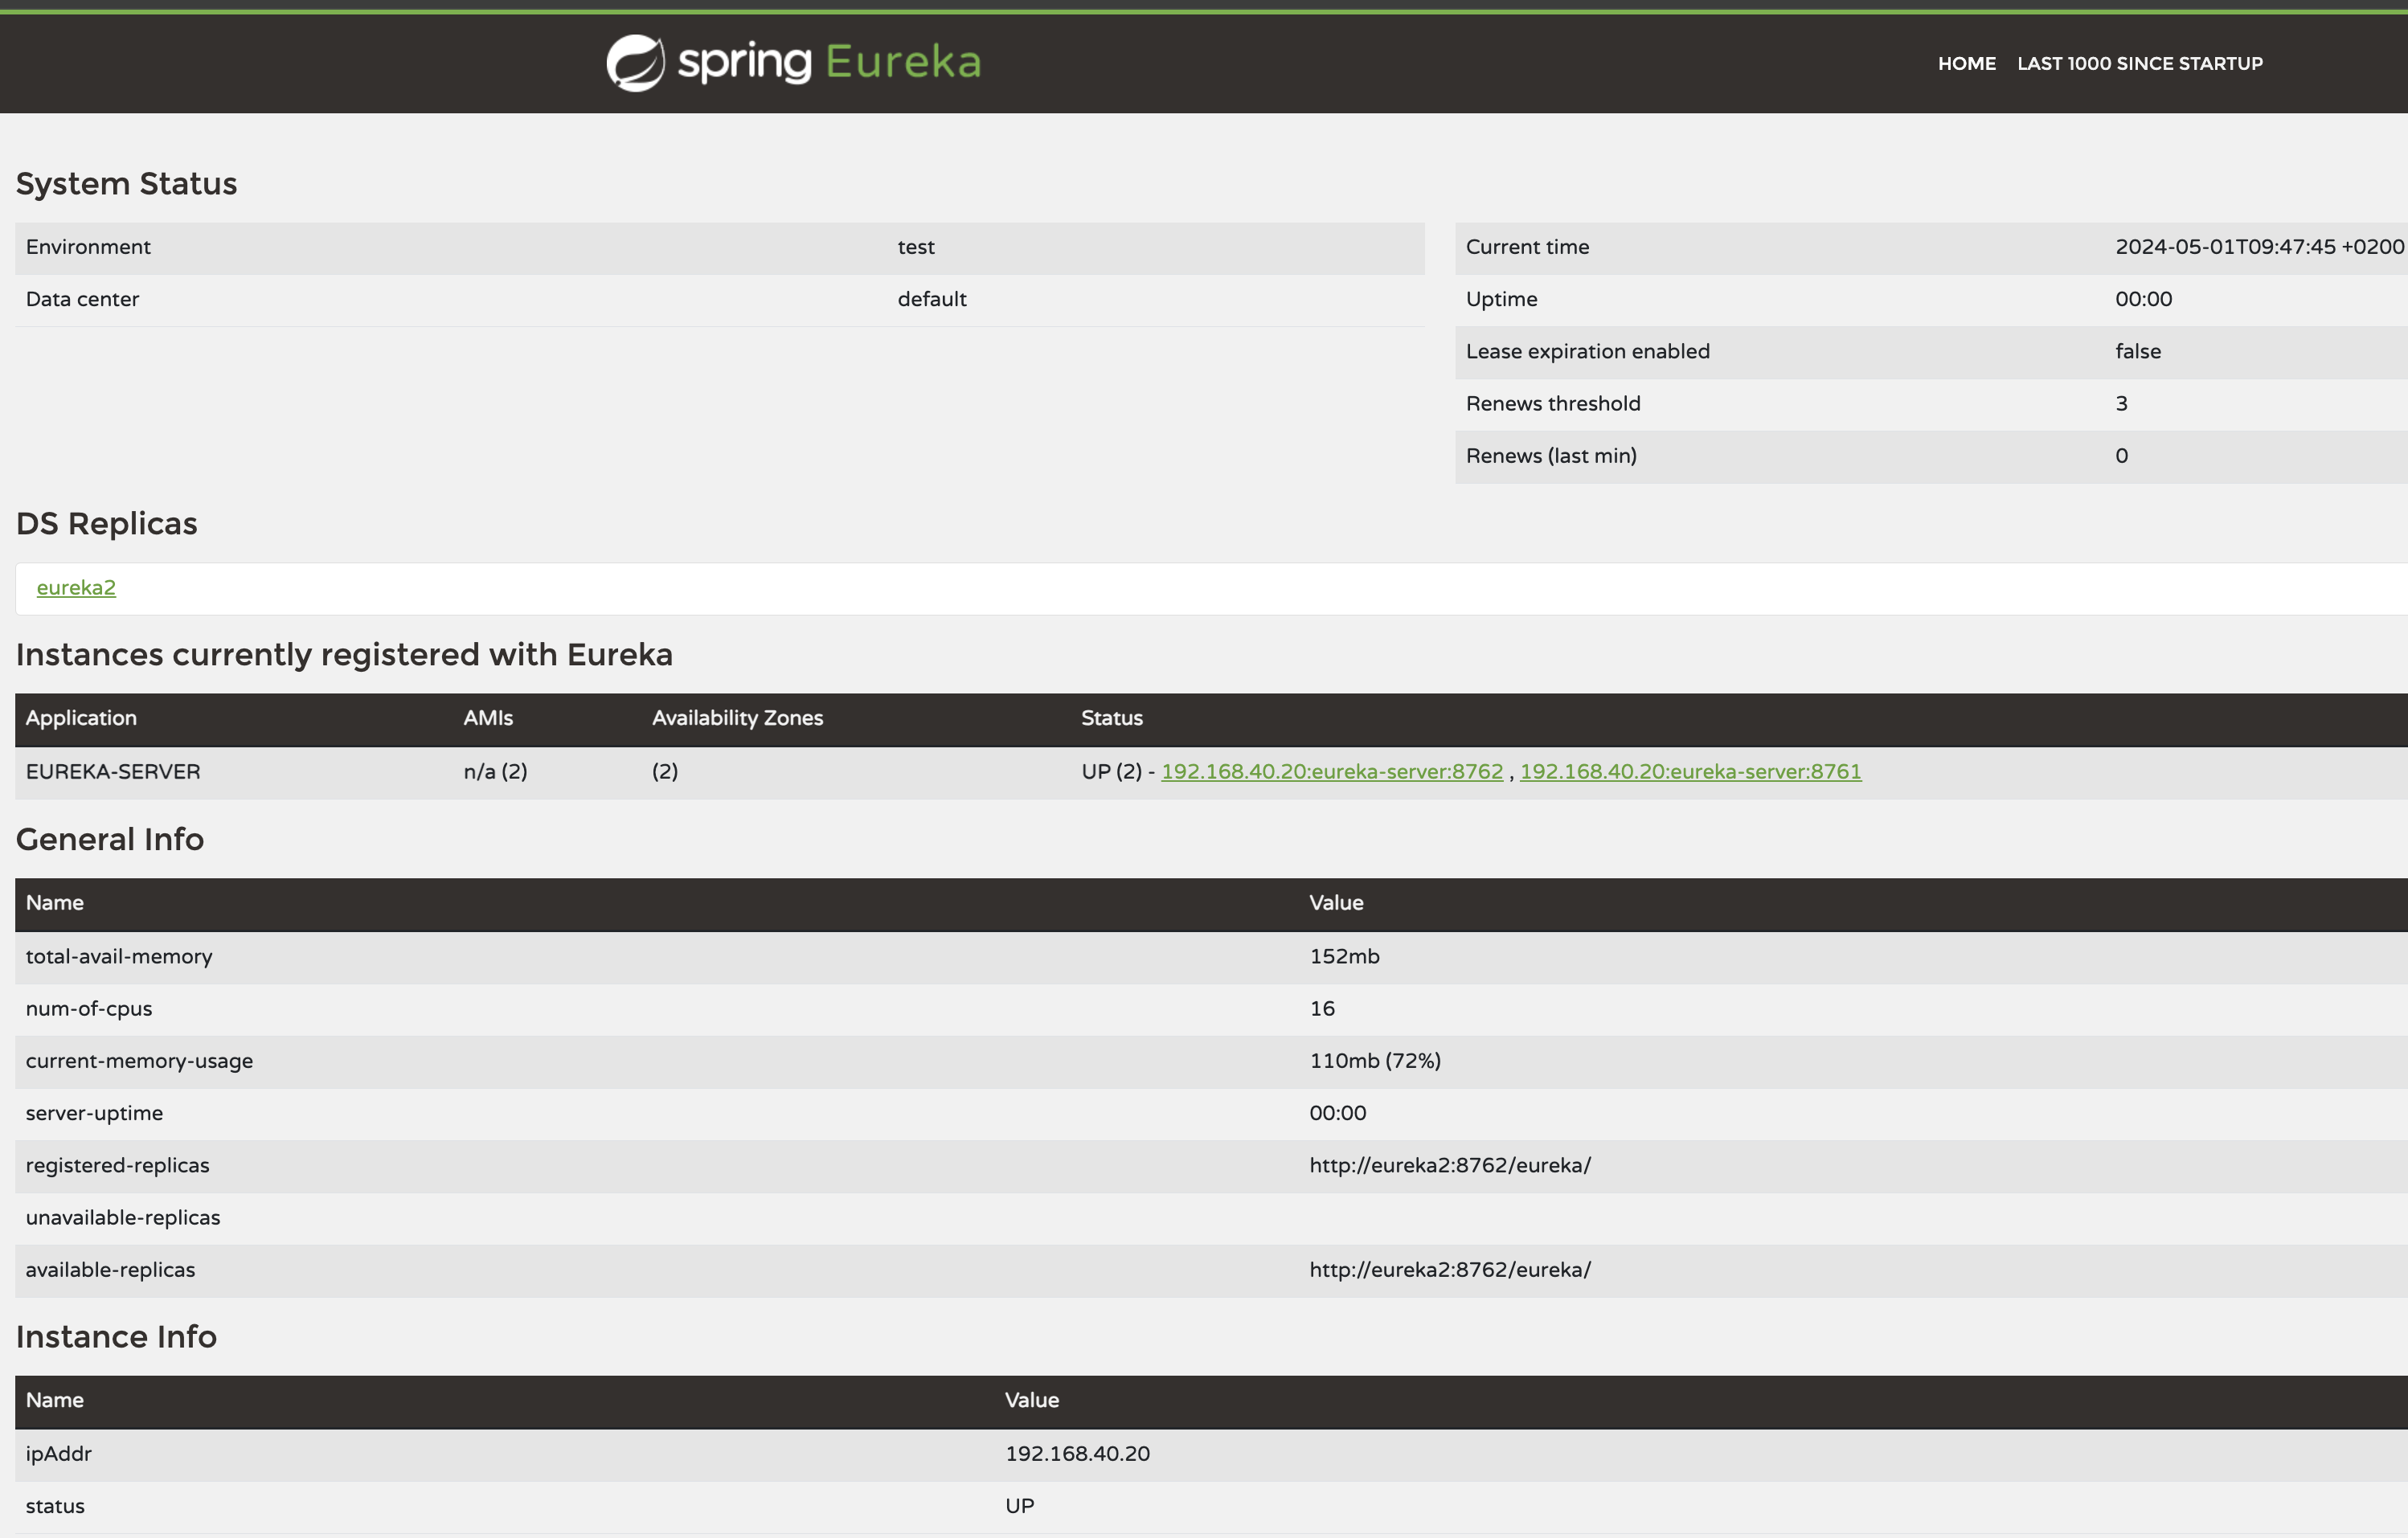 spring Eureka
HOME LAST 1000 SINCE STARTUP
System Status
Environment test
Data center default
Current time 2024-05-01T09:47:45 +0200
Uptime 00:00
Lease expiration enabled false
Renews threshold 3
Renews (last min) 0
DS Replicas
eureka2
Instances currently registered with Eureka
Application AMIs Availability Zones Status
EUREKA-SERVER n/a (2) (2) UP (2) - 192.168.40.20:eureka-server:8762 , 192.168.40.20:eureka-server:8761
General Info
Name Value
total-avail-memory 152mb
num-of-cpus 16
current-memory-usage 110mb (72%)
server-uptime 00:00
registered-replicas http://eureka2:8762/eureka/
unavailable-replicas
available-replicas http://eureka2:8762/eureka/
Instance Info
Name Value
ipAddr 192.168.40.20
status UP